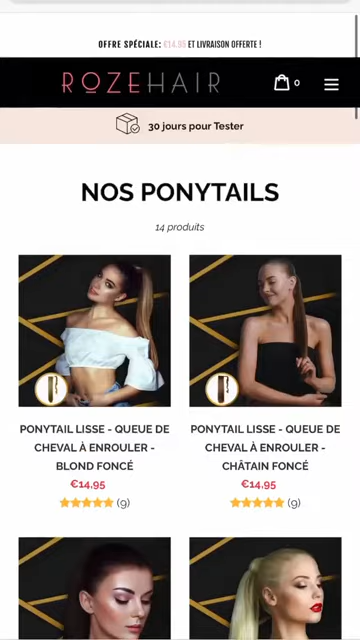 OFFRE SPÉCIALE: €14.95 ET LIVRAISON OFFERTE !
ROZEHAIR
0
30 jours pour Tester
NOS PONYTAILS
14 produits
PONYTAIL LISSE - QUEUE DE
CHEVAL À ENROULER -
BLOND FONCÉ
€14,95
(9)
PONYTAIL LISSE - QUEUE DE
CHEVAL À ENROULER -
CHÂTAIN FONCÉ
€14,95
(9)